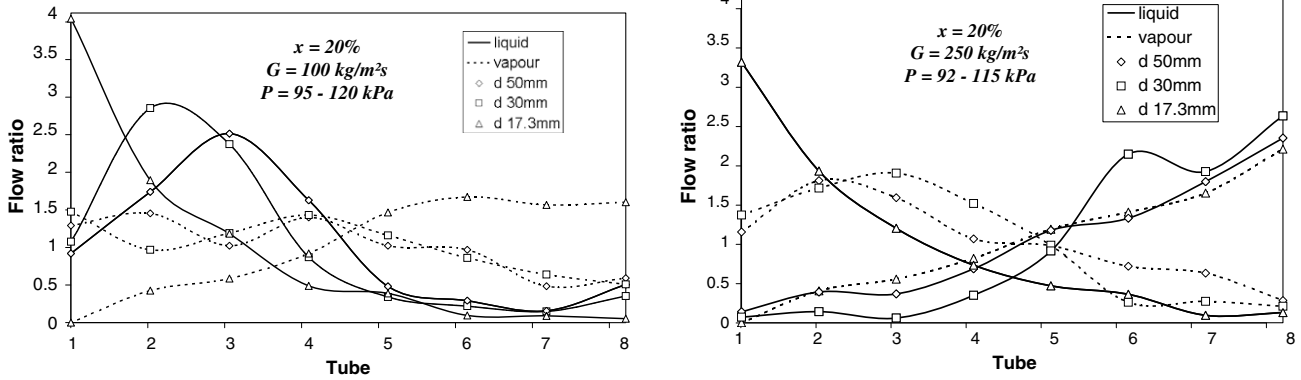 4
3.5
3
2.5
2
1.5
1
0.5
0
Flow ratio
x = 20%
G = 100 kg/m²s
P = 95 - 120 kPa
liquid
vapour
d 50mm
d 30mm
d 17.3mm
1 2 3 4 5 6 7 8
Tube
4
3.5
3
2.5
2
1.5
1
0.5
0
Flow ratio
x = 20%
G = 250 kg/m²s
P = 92 - 115 kPa
liquid
vapour
d 50mm
d 30mm
d 17.3mm
1 2 3 4 5 6 7 8
Tube